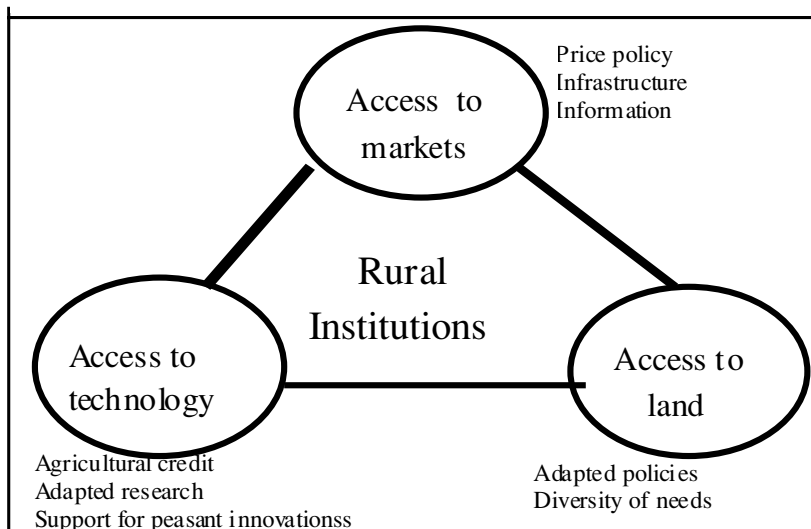 Price policy
Infrastructure
Information
Access to
markets
Rural
Institutions
Access to
technology
Access to
land
Agricultural credit
Adapted research
Support for peasant innovationss
Adapted policies
Diversity of needs